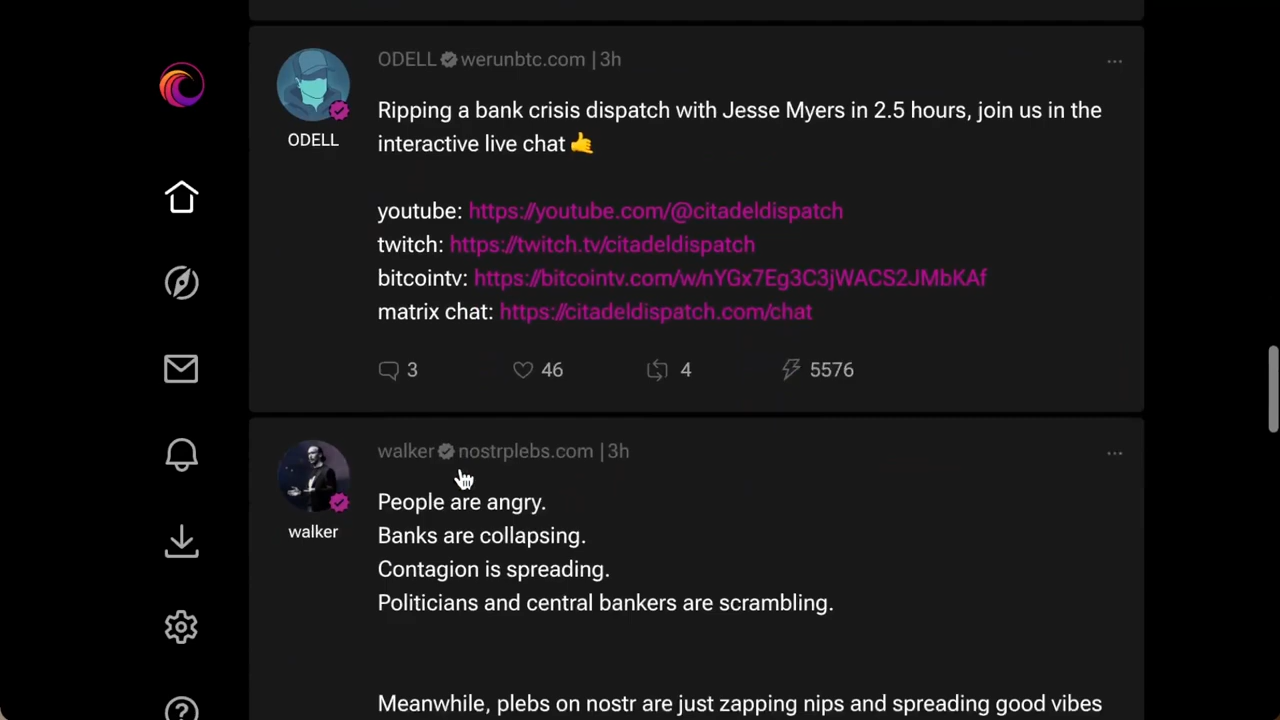 ODELL werunbtc.com | 3h
Ripping a bank crisis dispatch with Jesse Myers in 2.5 hours, join us in the
interactive live chat 🤙
ODELL
youtube: https://youtube.com/@citadeldispatch
twitch: https://twitch.tv/citadeldispatch
bitcointv: https://bitcointv.com/w/nYGx7Eg3C3jWACS2JMbKAf
matrix chat: https://citadeldispatch.com/chat
3 46 4 5576
walker nostrplebs.com | 3h
People are angry.
walker
Banks are collapsing.
Contagion is spreading.
Politicians and central bankers are scrambling.
Meanwhile, plebs on nostr are just zapping nips and spreading good vibes